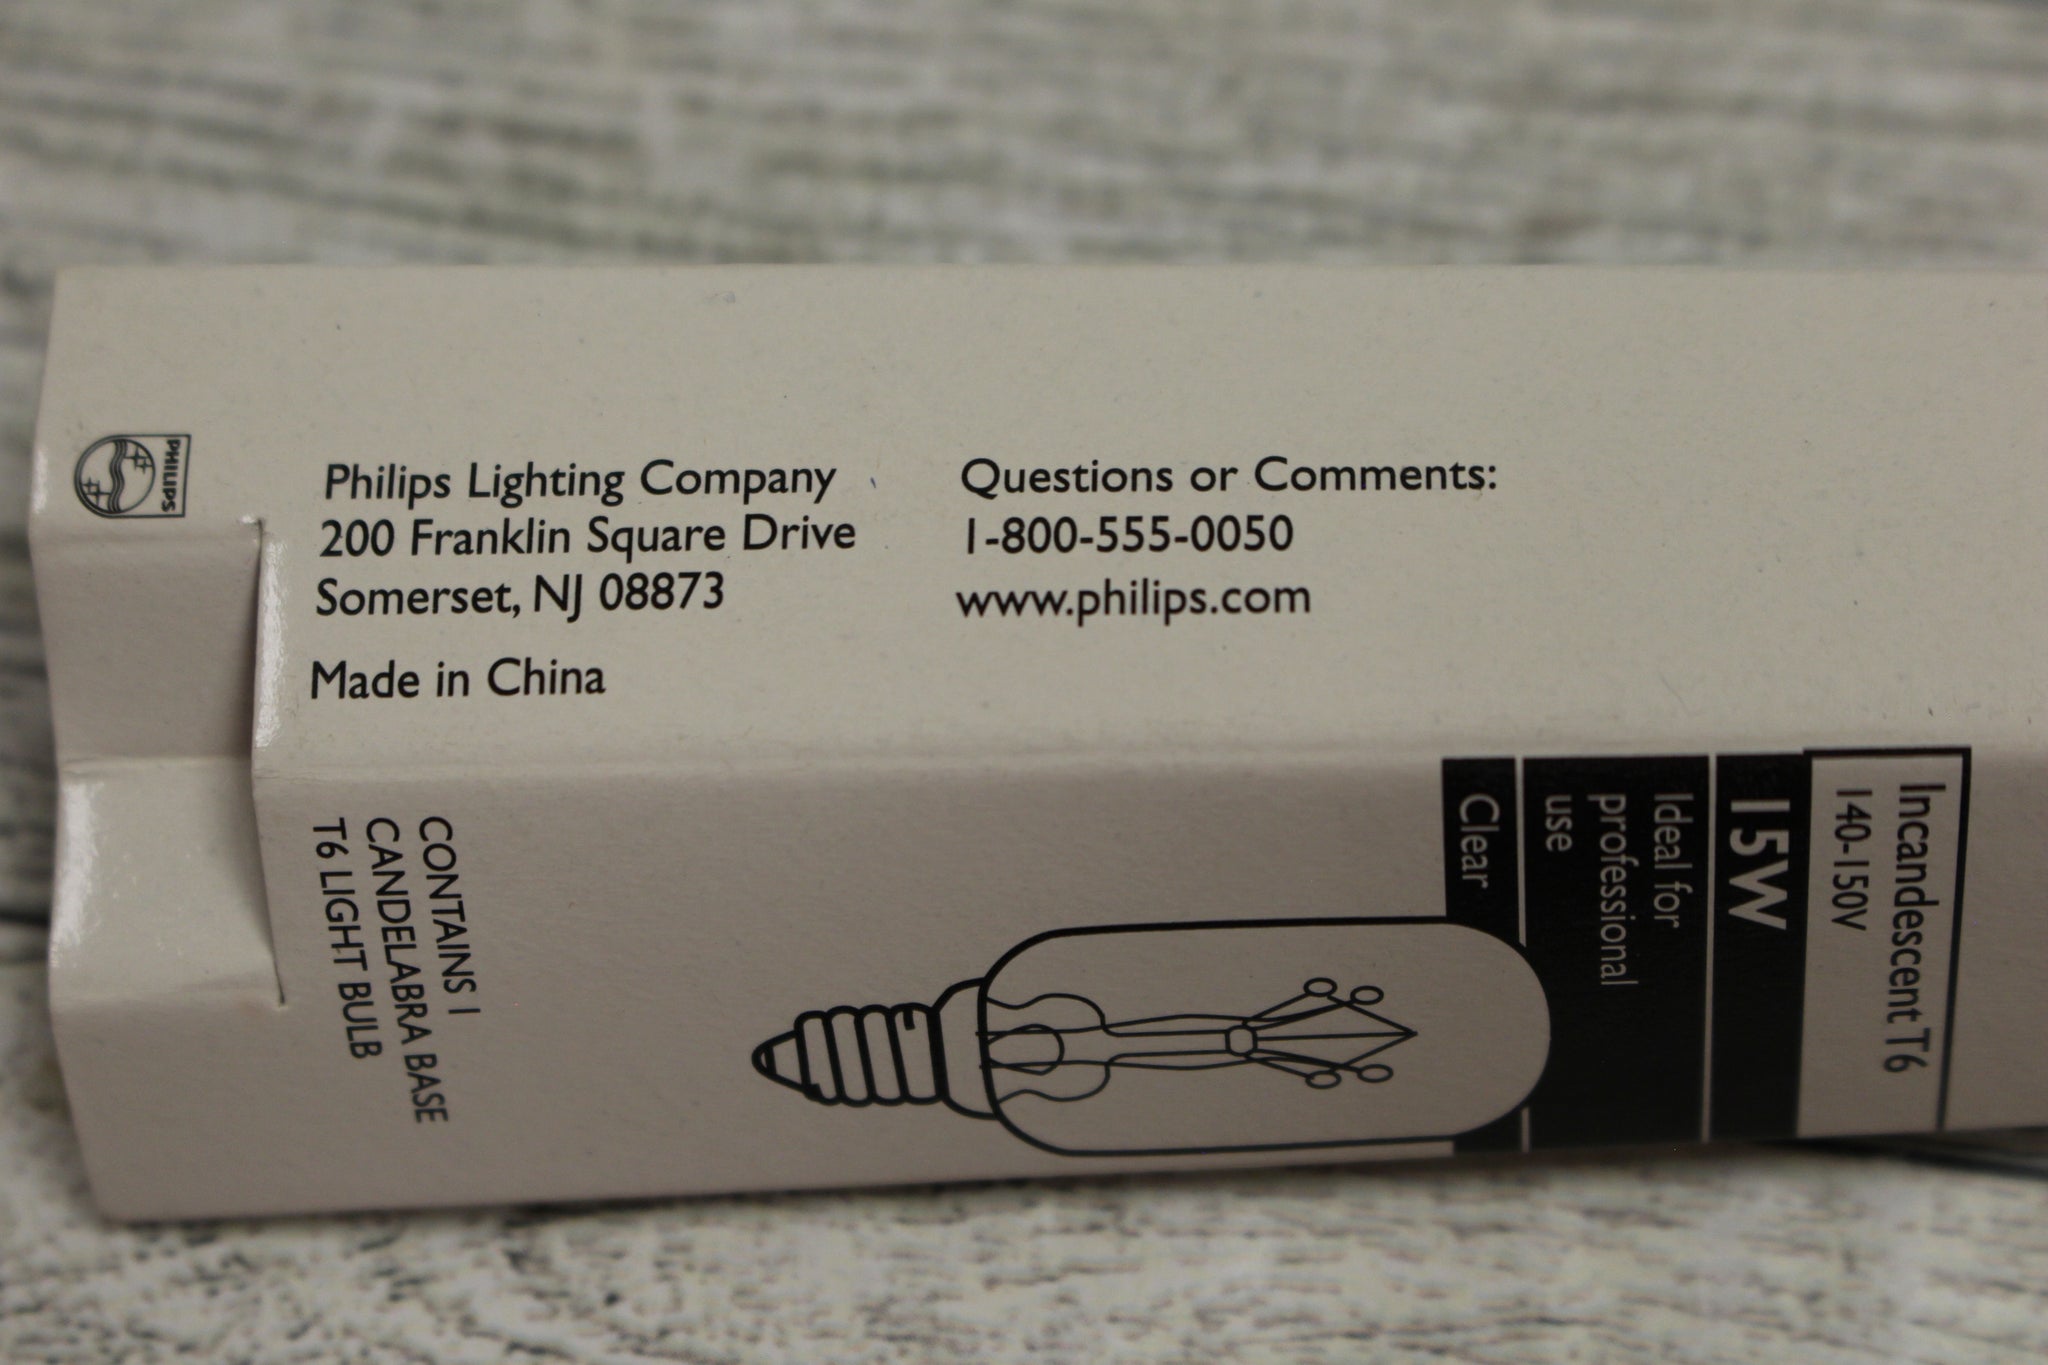 PHILIPS
Philips Lighting Company
200 Franklin Square Drive
Somerset, NJ 08873
Made in China
Questions or Comments:
1-800-555-0050
www.philips.com
CONTAINS 1
CANDELABRA BASE
T6 LIGHT BULB
Incandescent T6
140-150V
15W
Ideal for
professional
use
Clear